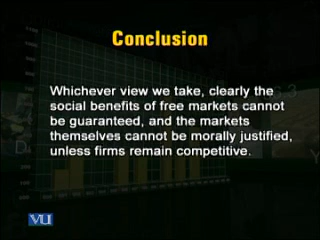 Conclusion
Whichever view we take, clearly the
social benefits of free markets cannot
be guaranteed, and the markets
themselves cannot be morally justified,
unless firms remain competitive.
VU